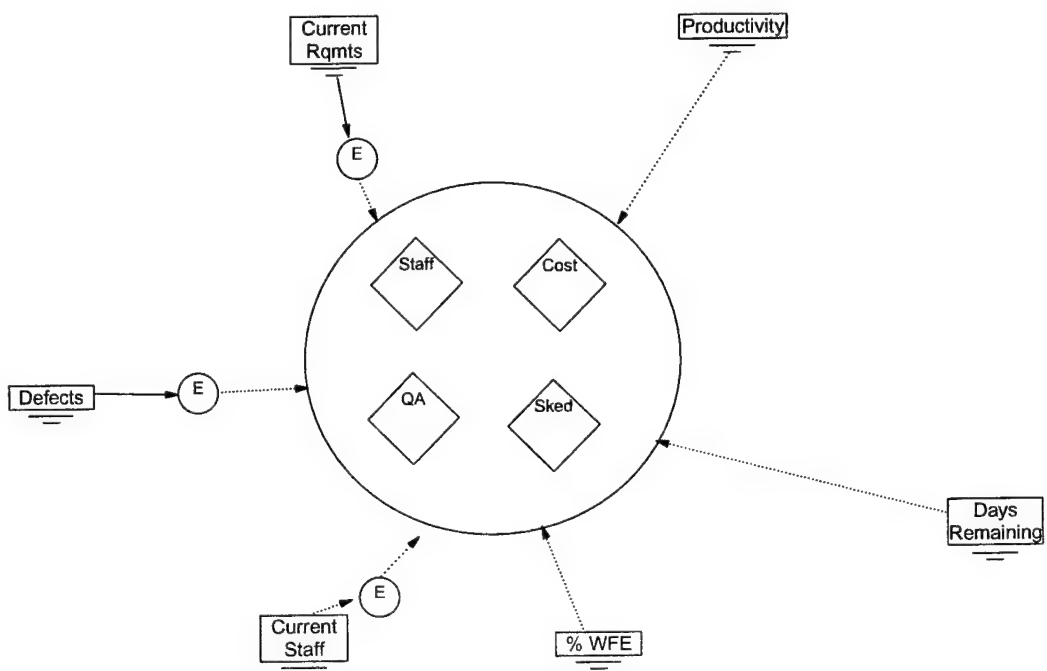 Current
Rqmts
Productivity
E
Staff
Cost
Defects
E
QA
Sked
Days
Remaining
E
Current
Staff
% WFE